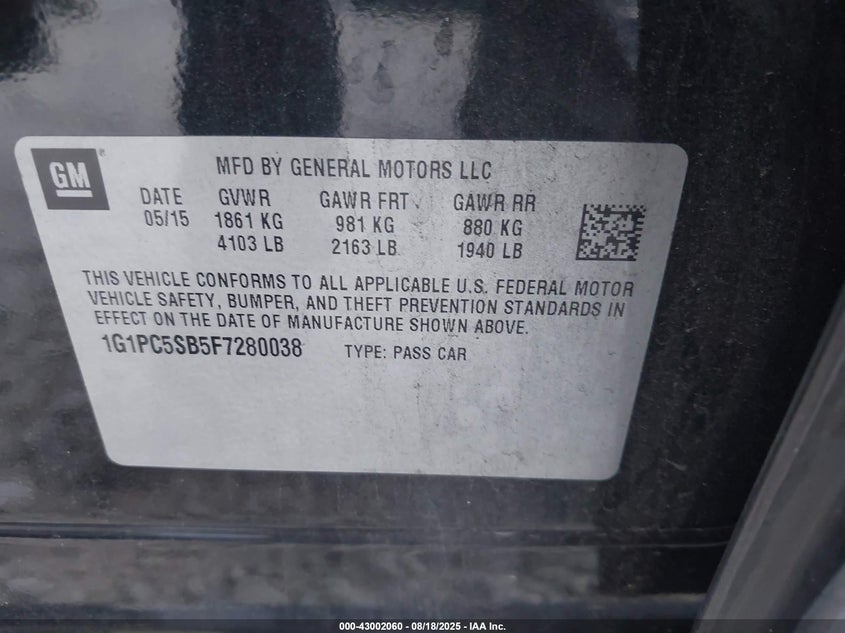 GM
MFD BY GENERAL MOTORS LLC
DATE GVWR GAWR FRT GAWR RR
05/15 1861 KG 981 KG 880 KG
4103 LB 2163 LB 1940 LB
THIS VEHICLE CONFORMS TO ALL APPLICABLE U.S. FEDERAL MOTOR
VEHICLE SAFETY, BUMPER, AND THEFT PREVENTION STANDARDS IN
EFFECT ON THE DATE OF MANUFACTURE SHOWN ABOVE.
1G1PC5SB5F7280038 TYPE: PASS CAR
000-43002060 - 08/18/2025 - IAA Inc.